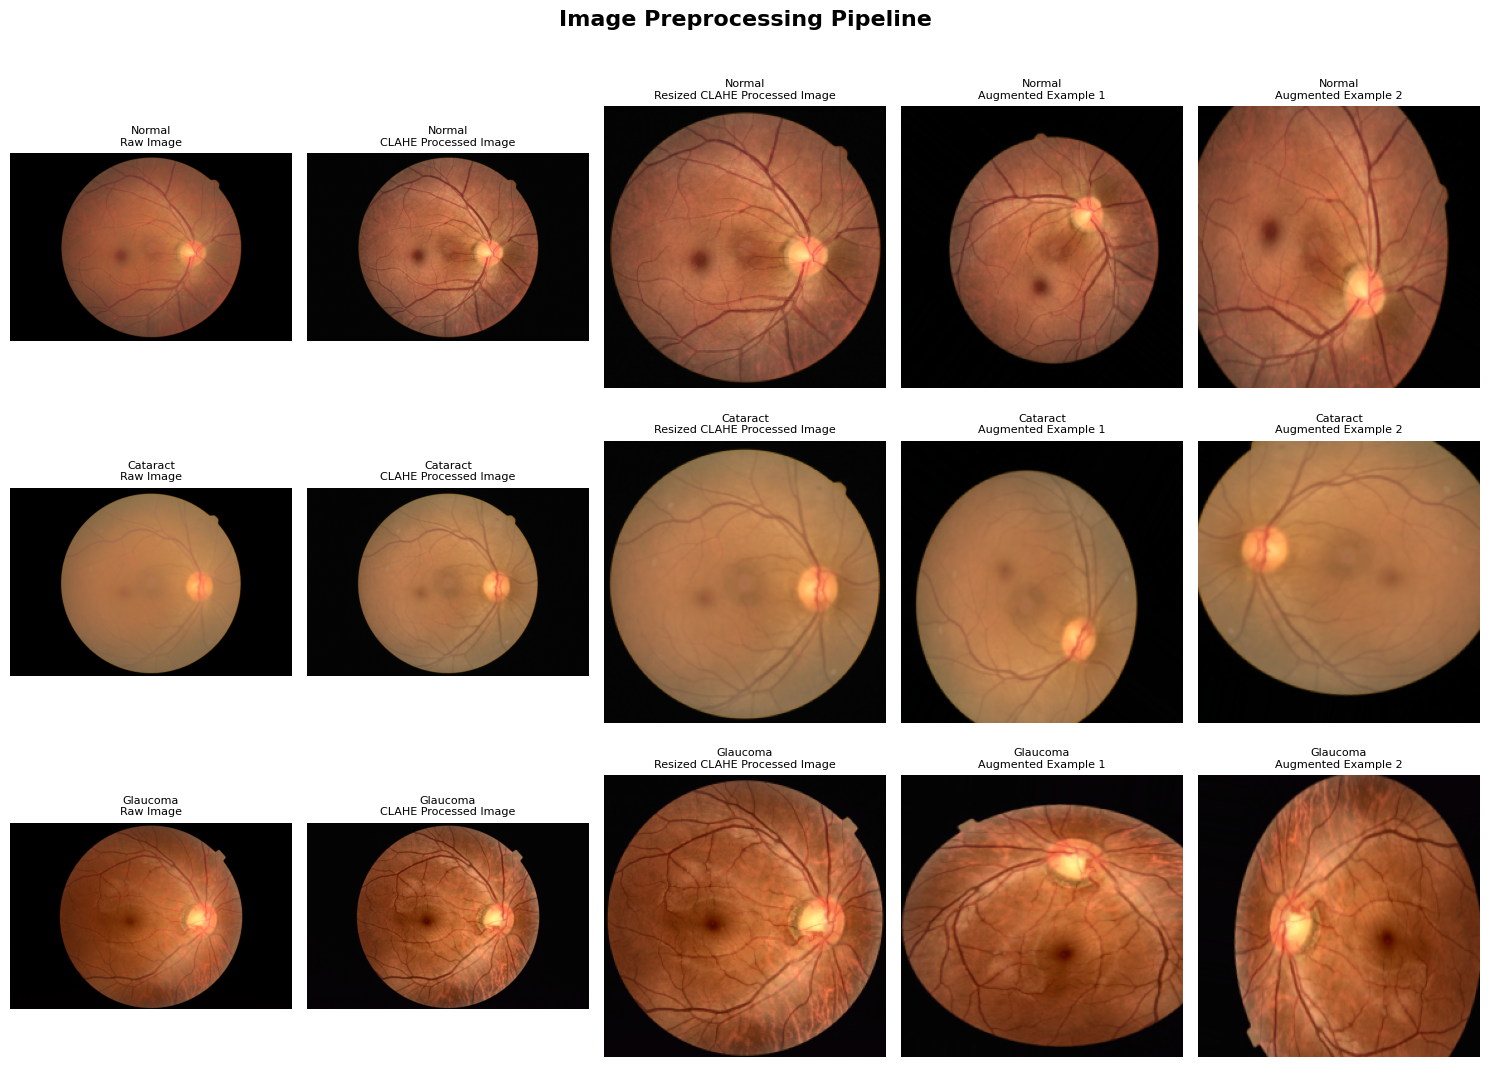 Image Preprocessing Pipeline
Normal
Raw Image
Normal
CLAHE Processed Image
Normal
Resized CLAHE Processed Image
Normal
Augmented Example 1
Normal
Augmented Example 2
Cataract
Raw Image
Cataract
CLAHE Processed Image
Cataract
Resized CLAHE Processed Image
Cataract
Augmented Example 1
Cataract
Augmented Example 2
Glaucoma
Raw Image
Glaucoma
CLAHE Processed Image
Glaucoma
Resized CLAHE Processed Image
Glaucoma
Augmented Example 1
Glaucoma
Augmented Example 2